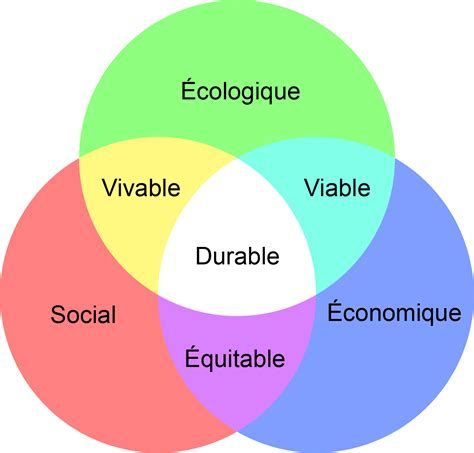 Écologique
Vivable
Viable
Durable
Social
Économique
Équitable